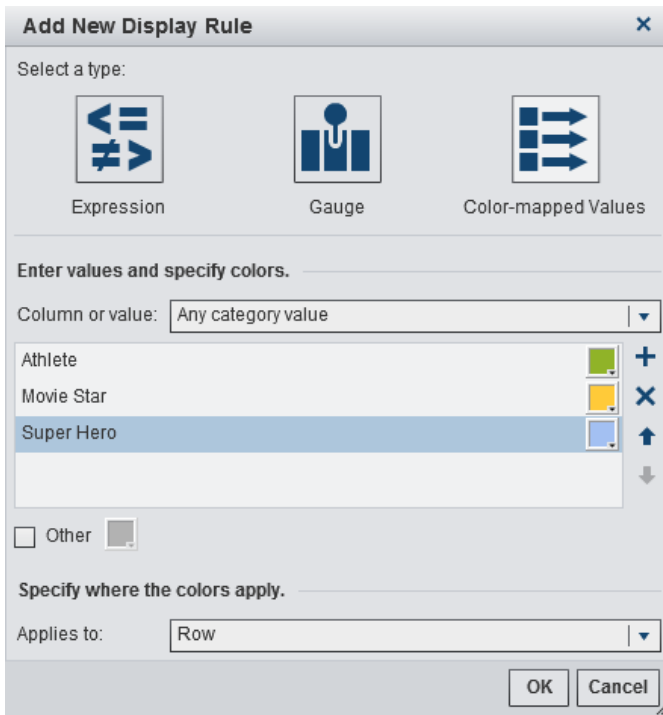 Add New Display Rule
Select a type:
Expression Gauge Color-mapped Values
Enter values and specify colors.
Column or value: Any category value
Athlete
Movie Star
Super Hero
Other
Specify where the colors apply.
Applies to: Row
OK Cancel